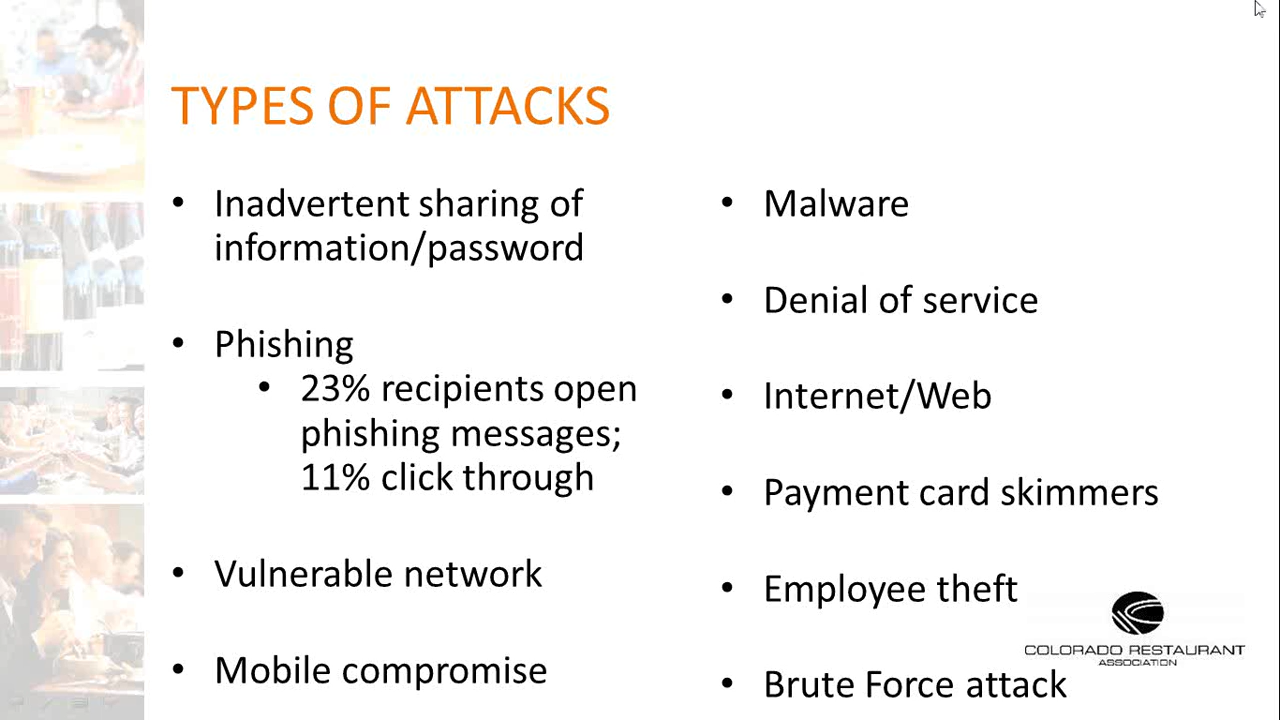 TYPES OF ATTACKS
• Inadvertent sharing of
information/password
• Phishing
• 23% recipients open
phishing messages;
11% click through
• Vulnerable network
• Mobile compromise
• Malware
• Denial of service
• Internet/Web
• Payment card skimmers
• Employee theft
• Brute Force attack
COLORADO RESTAURANT
ASSOCIATION